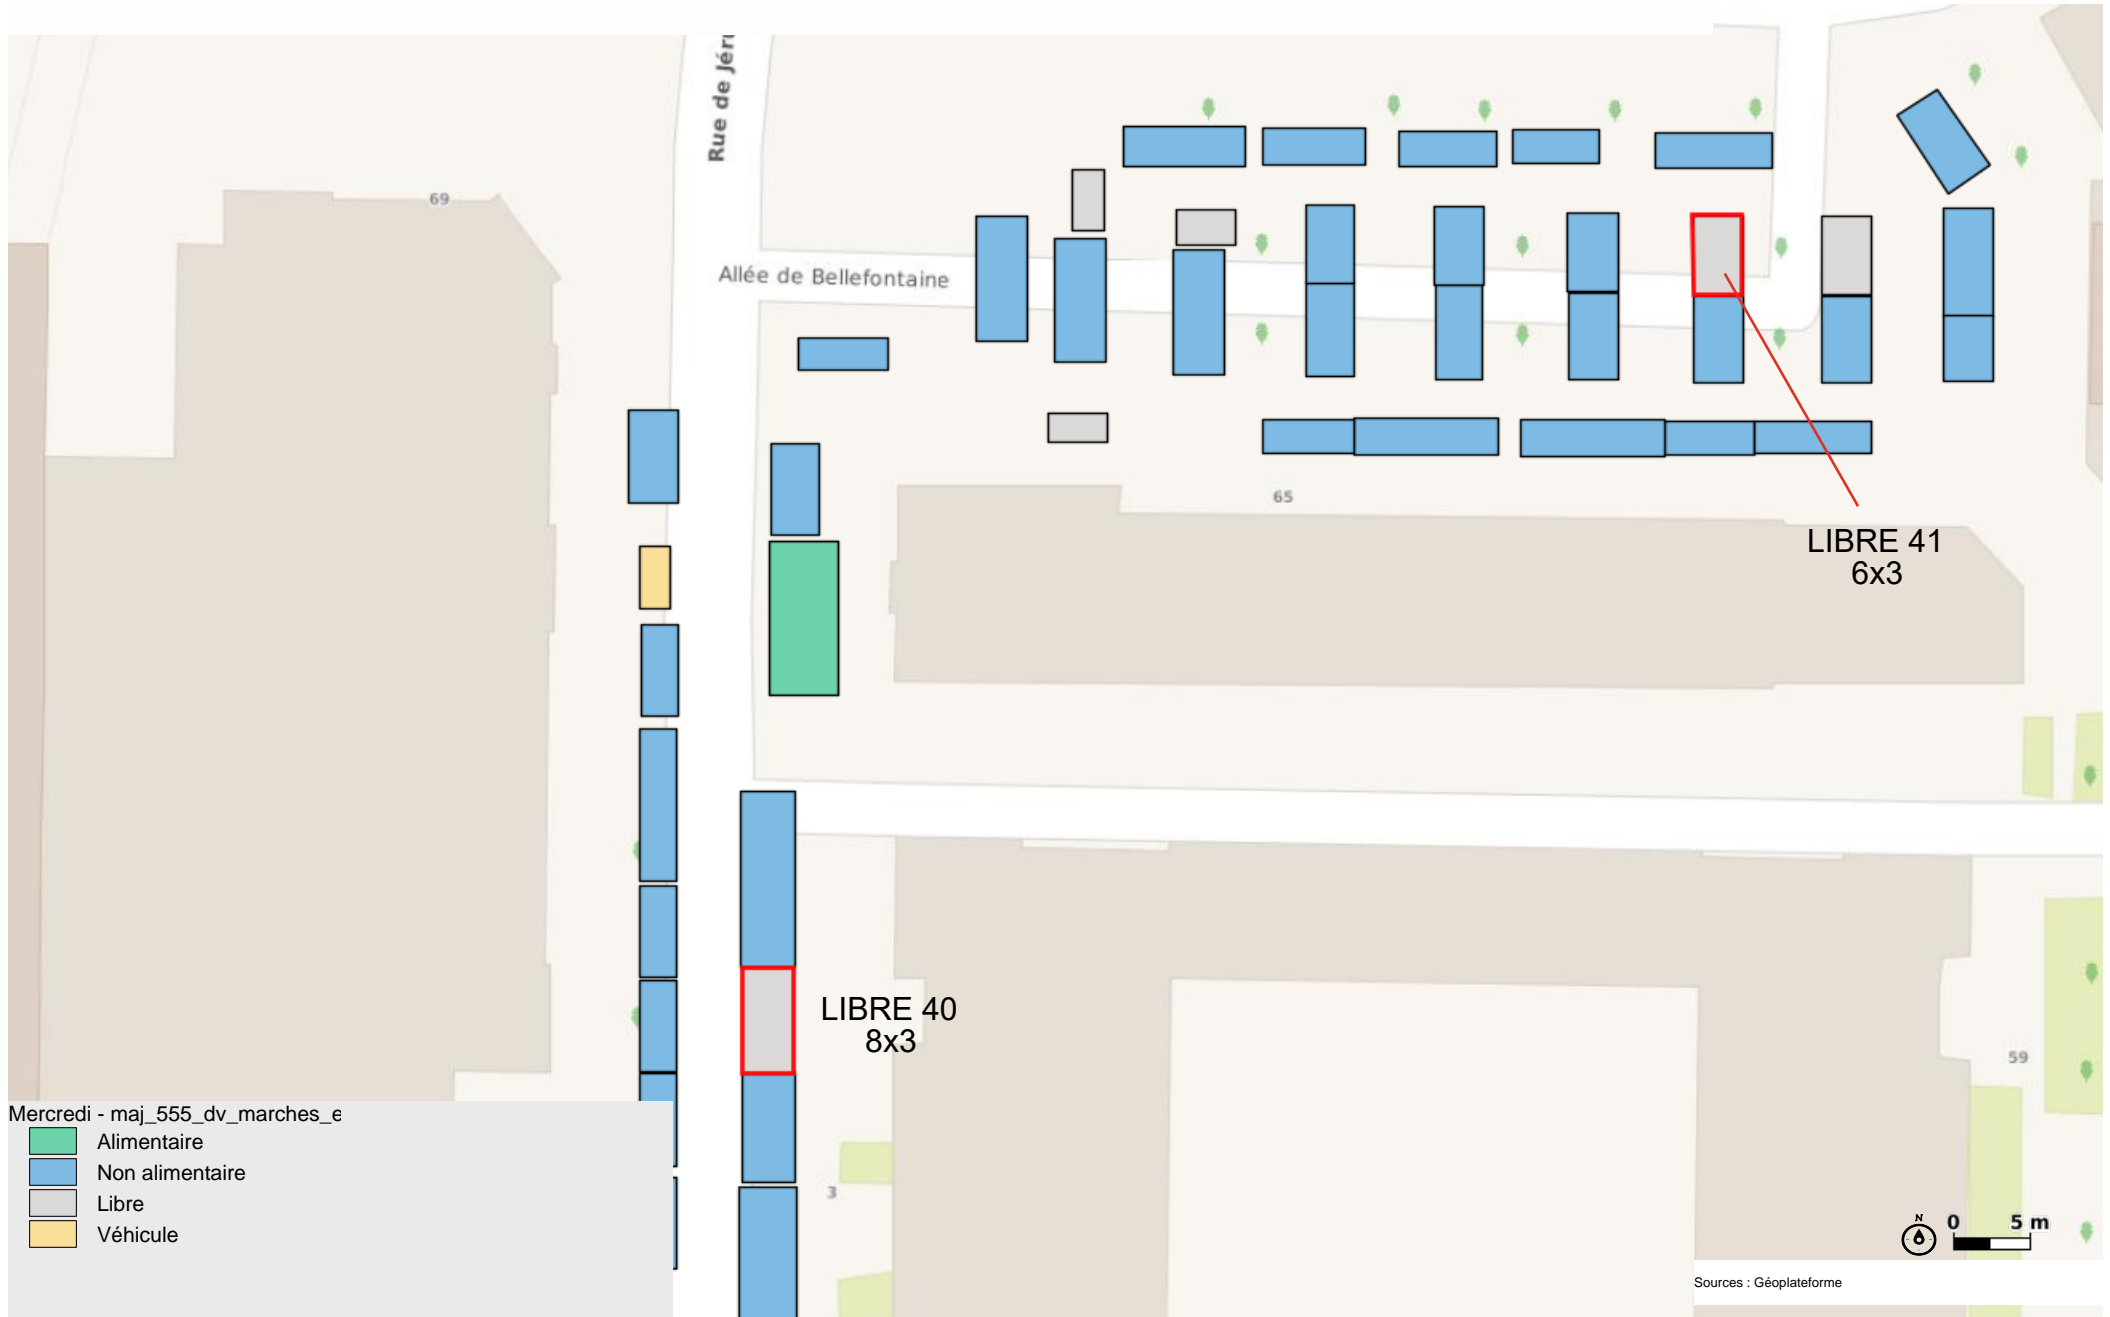 Rue de Jéru
69
Allée de Bellefontaine
65
LIBRE 41
6x3
LIBRE 40
8x3
59
3
Mercredi - maj_555_dv_marches_e
Alimentaire
Non alimentaire
Libre
Véhicule
N
0 5 m
Sources : Géoplateforme